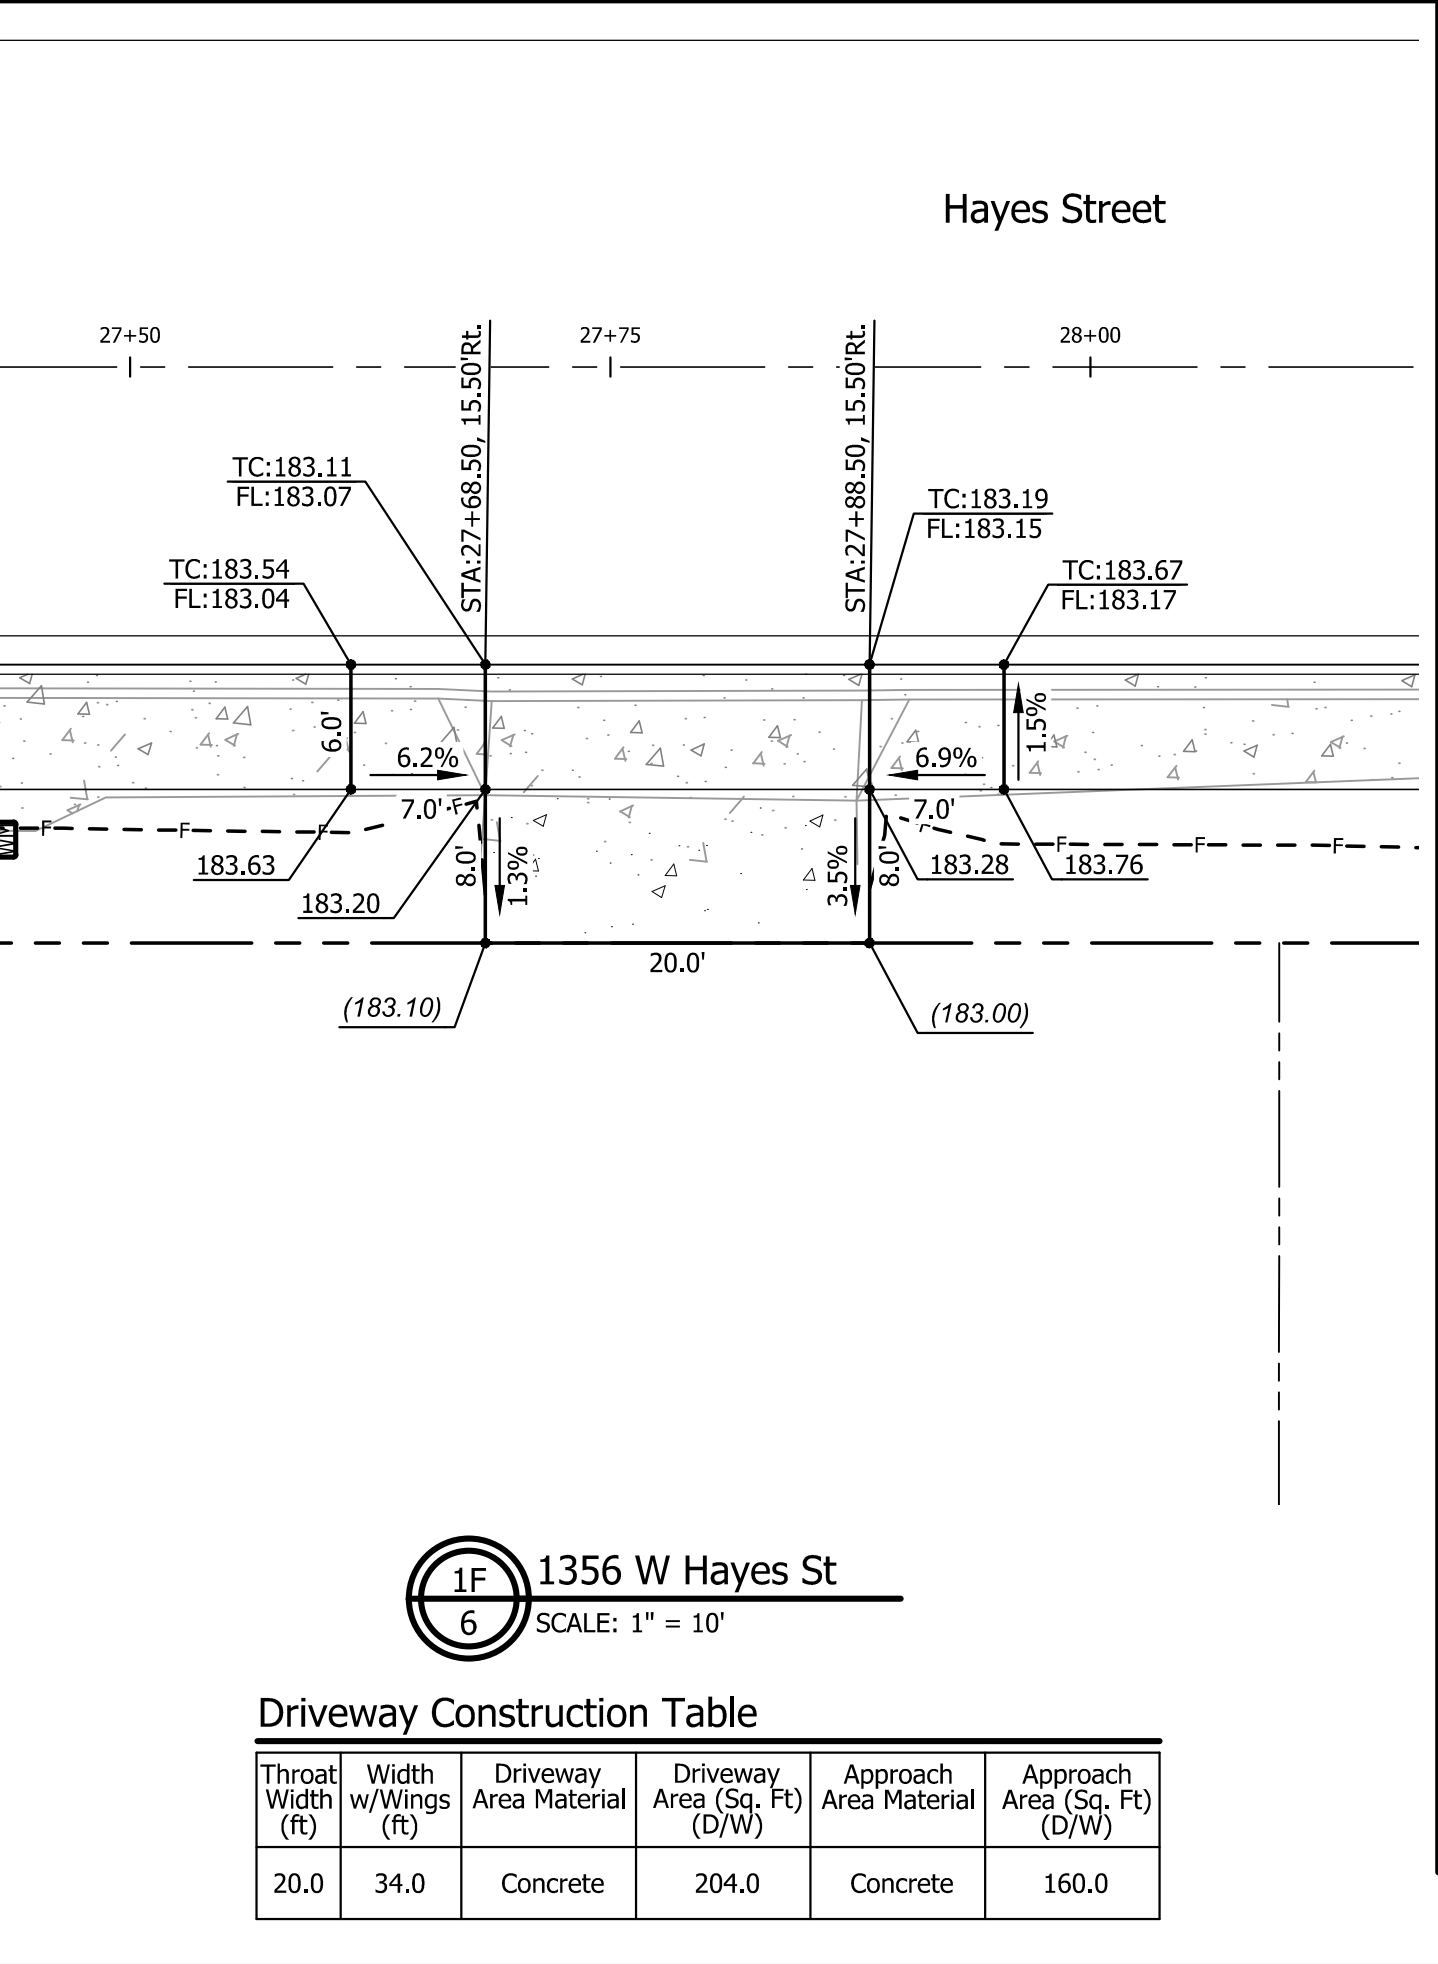 Hayes Street
27+50
27+75
28+00
STA:27+68.50, 15.50'Rt.
STA:27+88.50, 15.50'Rt.
TC:183.11
FL:183.07
TC:183.19
FL:183.15
TC:183.54
FL:183.04
TC:183.67
FL:183.17
6.0'
6.2%
6.9%
1.5%
7.0'
F
7.0'
F
F
F
F
F
F
F
WM
183.63
8.0'
1.3%
3.5%
8.0'
183.28
183.76
183.20
20.0'
(183.10)
(183.00)
1F
6
1356 W Hayes St
SCALE: 1" = 10'
Driveway Construction Table
Throat
Width
(ft)
Width
w/Wings
(ft)
Driveway
Area Material
Driveway
Area (Sq. Ft)
(D/W)
Approach
Area Material
Approach
Area (Sq. Ft)
(D/W)
20.0
34.0
Concrete
204.0
Concrete
160.0